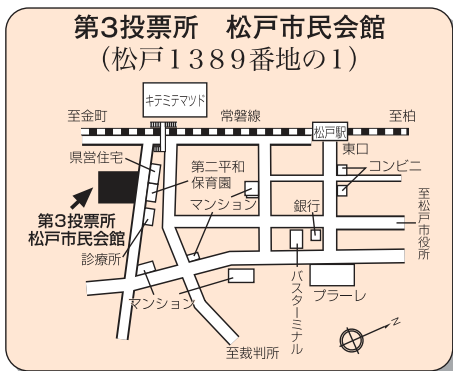 第3投票所　松戸市民会館
(松戸1389番地の1)
キテミテマツド
至金町
常磐線
松戸駅
至柏
東口
県営住宅
第二平和
保育園
コンビニ
マンション
銀行
至松戸市役所
第3投票所
松戸市民会館
診療所
マンション
バスターミナル
プラーレ
至裁判所
N